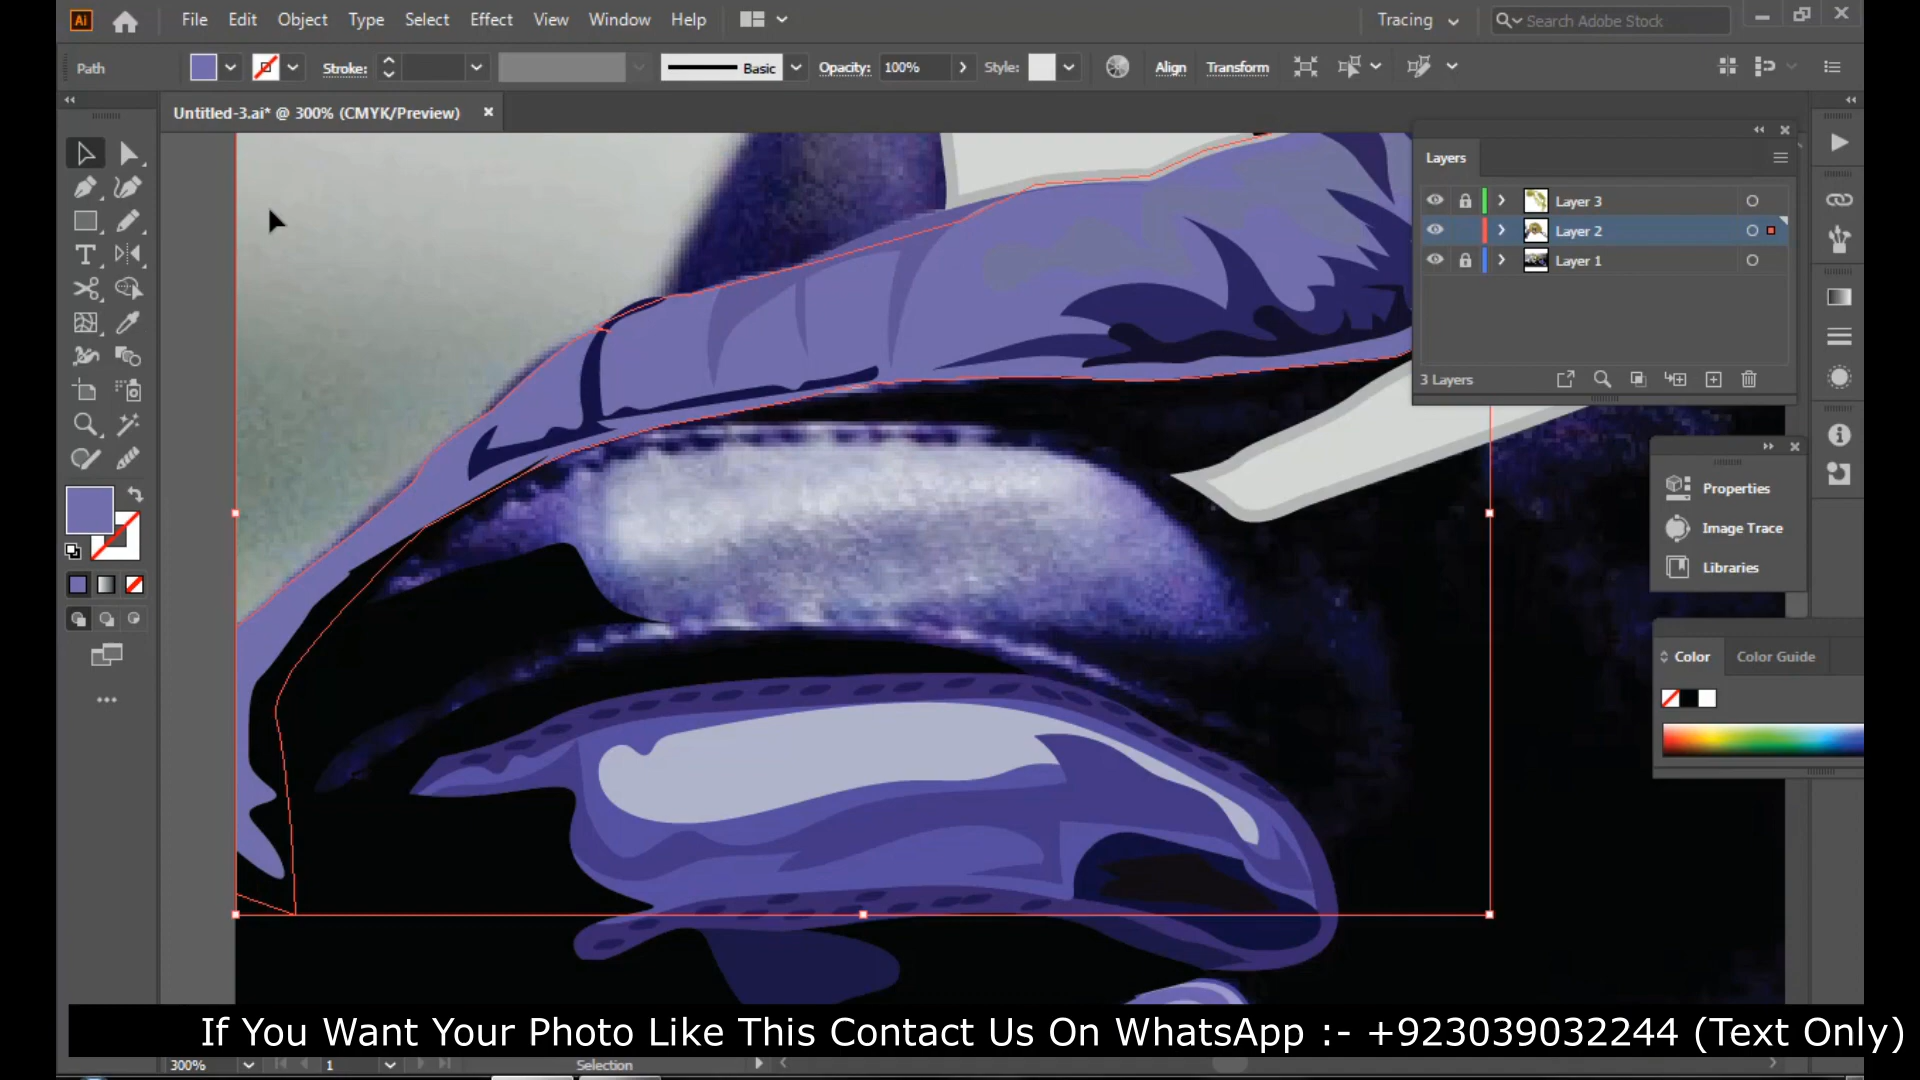 Ai File Edit Object Type Select Effect View Window Help Tracing Search Adobe Stock
Path Stroke: Basic Opacity: 100% Style: Align Transform
Untitled-3.ai* @ 300% (CMYK/Preview)
Layers
Layer 3
Layer 2
Layer 1
3 Layers
Properties
Image Trace
Libraries
Color Color Guide
If You Want Your Photo Like This Contact Us On WhatsApp :- +923039032244 (Text Only)
300% 1 Selection